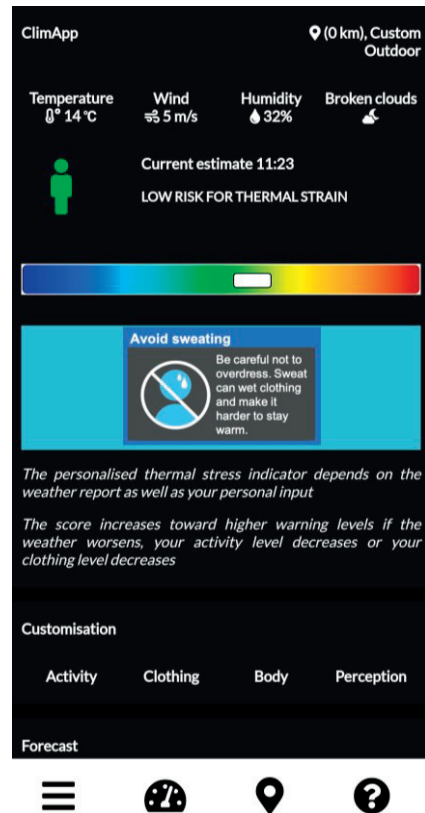 ClimApp
(0 km), Custom
Outdoor
Temperature Wind Humidity Broken clouds
14 °C 5 m/s 32%
Current estimate 11:23
LOW RISK FOR THERMAL STRAIN
Avoid sweating
Be careful not to
overdress. Sweat
can wet clothing
and make it
harder to stay
warm.
The personalised thermal stress indicator depends on the
weather report as well as your personal input
The score increases toward higher warning levels if the
weather worsens, your activity level decreases or your
clothing level decreases
Customisation
Activity Clothing Body Perception
Forecast